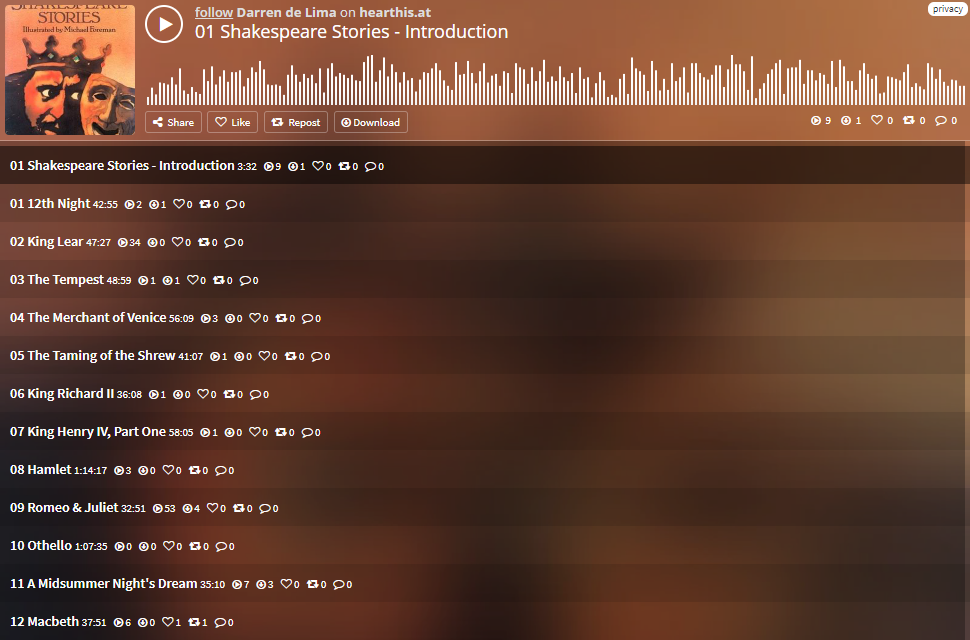 SHAKESPEARE
STORIES
Illustrated by Michael Foreman
follow Darren de Lima on hearthis.at
privacy
01 Shakespeare Stories - Introduction
Share Like Repost Download
9 1 0 0 0
01 Shakespeare Stories - Introduction 3:32 9 1 0 0 0
01 12th Night 42:55 2 1 0 0 0
02 King Lear 47:27 34 0 0 0 0
03 The Tempest 48:59 1 1 0 0 0
04 The Merchant of Venice 56:09 3 0 0 0 0
05 The Taming of the Shrew 41:07 1 0 0 0 0
06 King Richard II 36:08 1 0 0 0 0
07 King Henry IV, Part One 58:05 1 0 0 0 0
08 Hamlet 1:14:17 3 0 0 0 0
09 Romeo & Juliet 32:51 53 4 0 0 0
10 Othello 1:07:35 0 0 0 0 0
11 A Midsummer Night's Dream 35:10 7 3 0 0 0
12 Macbeth 37:51 6 0 1 1 0